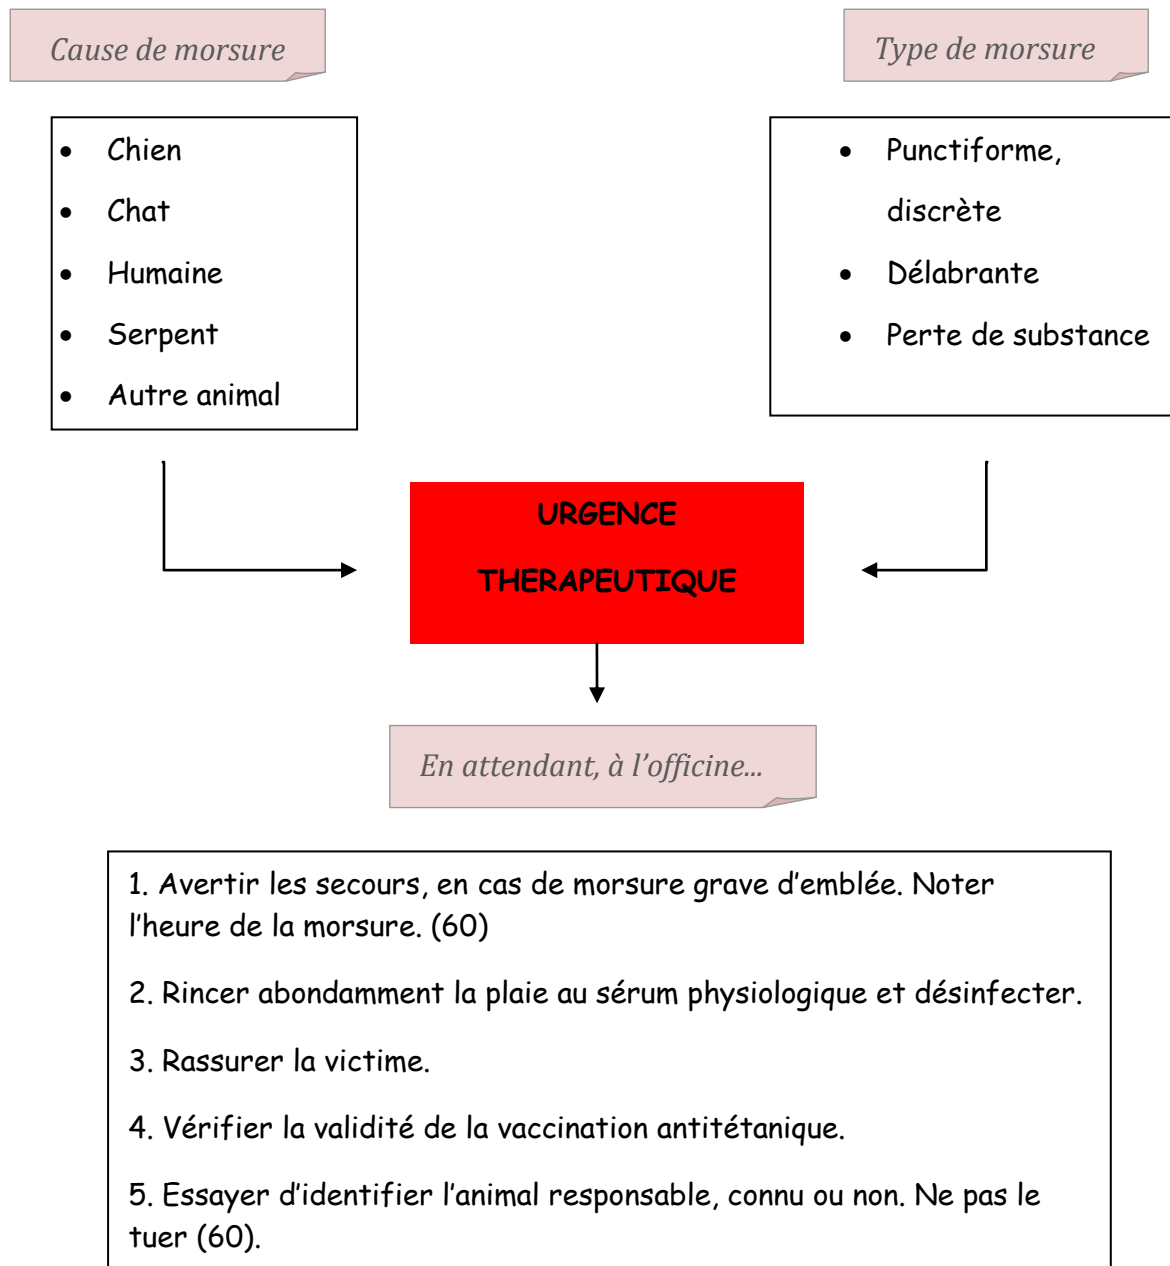 Cause de morsure
Type de morsure
• Chien
• Chat
• Humaine
• Serpent
• Autre animal
• Punctiforme,
discrète
• Délabrante
• Perte de substance
URGENCE
THERAPEUTIQUE
En attendant, à l’officine...
1. Avertir les secours, en cas de morsure grave d’emblée. Noter
l’heure de la morsure. (60)
2. Rincer abondamment la plaie au sérum physiologique et désinfecter.
3. Rassurer la victime.
4. Vérifier la validité de la vaccination antitétanique.
5. Essayer d’identifier l’animal responsable, connu ou non. Ne pas le
tuer (60).